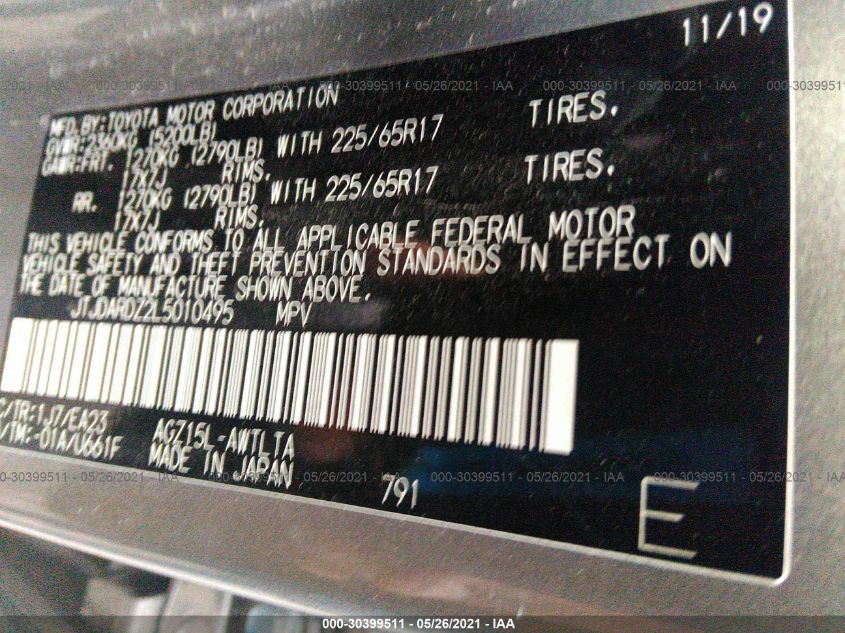 11/19
MFD.BY:TOYOTA MOTOR CORPORATION
GVWR:2360KG (5200LB)
GAWR:FRT. 1270KG (2790LB) WITH 225/65R17 TIRES.
17X7J RIMS.
RR. 1270KG (2790LB) WITH 225/65R17 TIRES.
17X7J RIMS.
THIS VEHICLE CONFORMS TO ALL APPLICABLE FEDERAL MOTOR
VEHICLE SAFETY AND THEFT PREVENTION STANDARDS IN EFFECT ON
THE DATE OF MANUFACTURE SHOWN ABOVE.
JTJDARDZ2L5010495 MPV
C/TR:1J7/EA23
/TM:-01A/U661F
AGZ15L-AWTLTA
MADE IN JAPAN
791
E
000-30399511 - 05/26/2021 - IAA